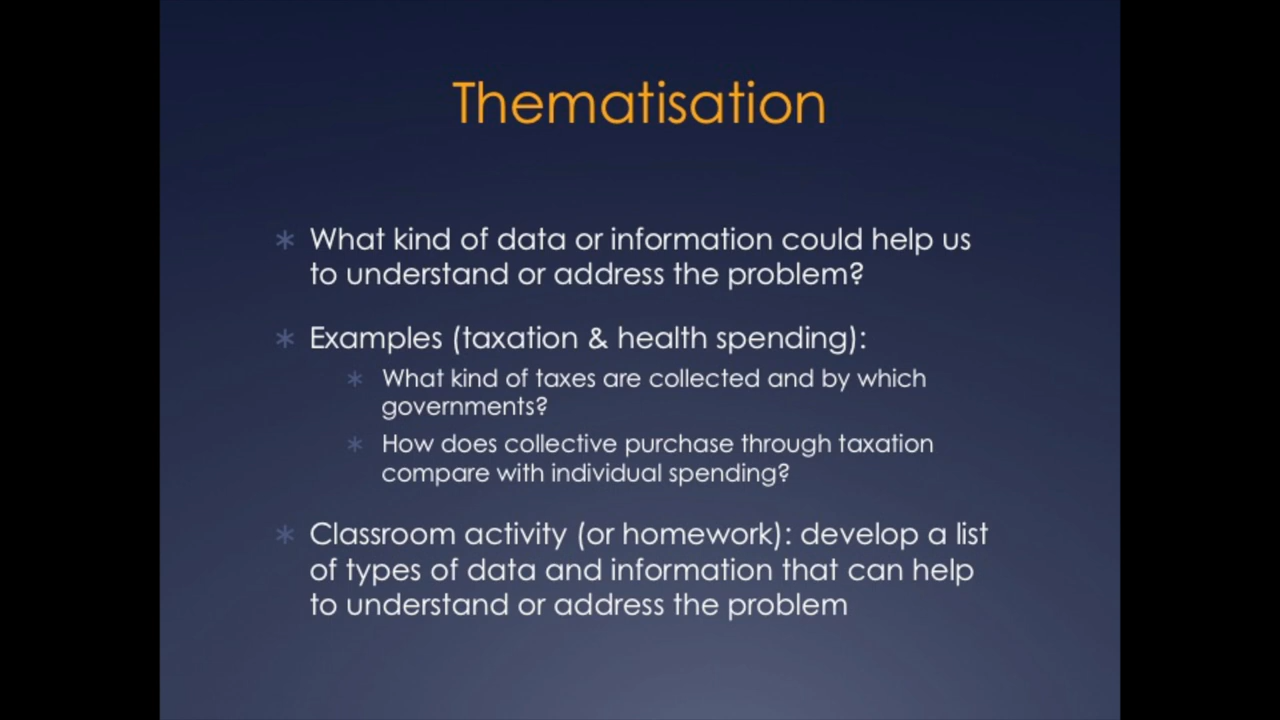 Thematisation
What kind of data or information could help us
to understand or address the problem?
Examples (taxation & health spending):
What kind of taxes are collected and by which
governments?
How does collective purchase through taxation
compare with individual spending?
Classroom activity (or homework): develop a list
of types of data and information that can help
to understand or address the problem